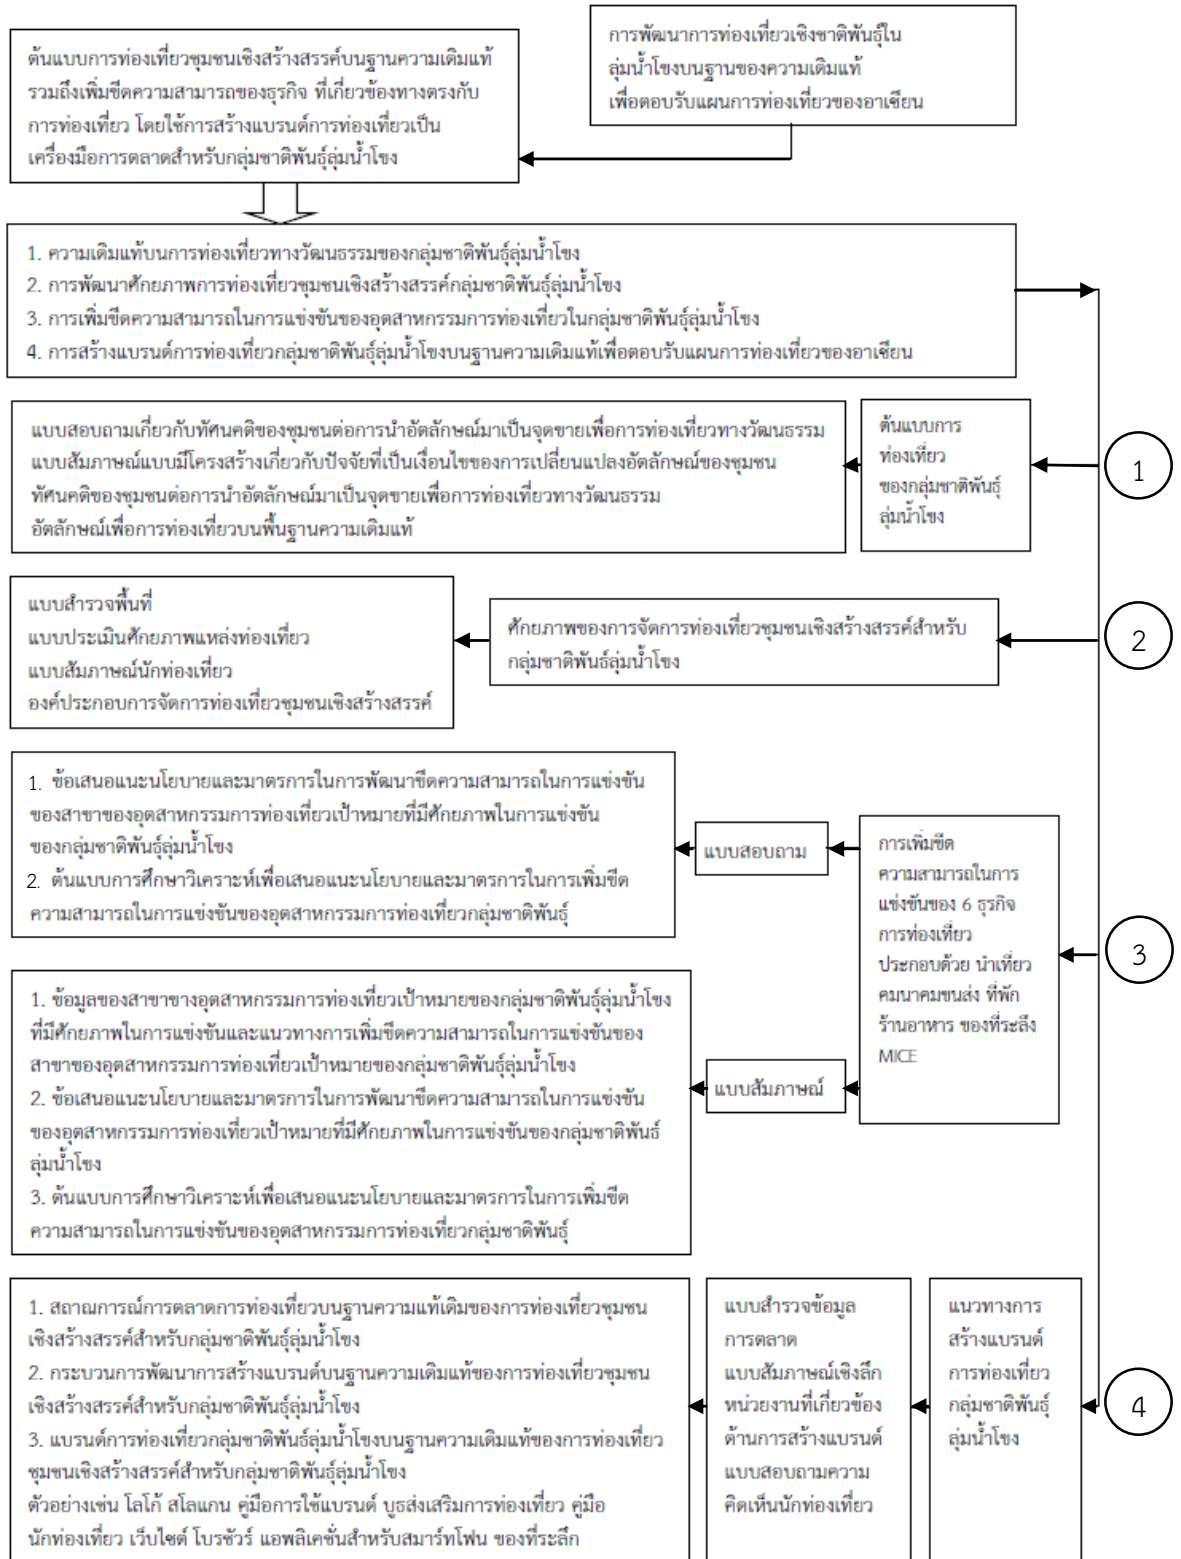 ต้นแบบการท่องเที่ยวชุมชนเชิงสร้างสรรค์บนฐานความเดิมแท้
รวมถึงเพิ่มขีดความสามารถของธุรกิจ ที่เกี่ยวข้องทางตรงกับ
การท่องเที่ยว โดยใช้การสร้างแบรนด์การท่องเที่ยวเป็น
เครื่องมือการตลาดสำหรับกลุ่มชาติพันธุ์ลุ่มน้ำโขง
การพัฒนาการท่องเที่ยวเชิงชาติพันธุ์ใน
ลุ่มน้ำโขงบนฐานของความเดิมแท้
เพื่อตอบรับแผนการท่องเที่ยวของอาเซียน
1. ความเดิมแท้บนการท่องเที่ยวทางวัฒนธรรมของกลุ่มชาติพันธุ์ลุ่มน้ำโขง
2. การพัฒนาศักยภาพการท่องเที่ยวชุมชนเชิงสร้างสรรค์กลุ่มชาติพันธุ์ลุ่มน้ำโขง
3. การเพิ่มขีดความสามารถในการแข่งขันของอุตสาหกรรมการท่องเที่ยวในกลุ่มชาติพันธุ์ลุ่มน้ำโขง
4. การสร้างแบรนด์การท่องเที่ยวกลุ่มชาติพันธุ์ลุ่มน้ำโขงบนฐานความเดิมแท้เพื่อตอบรับแผนการท่องเที่ยวของอาเซียน
แบบสอบถามเกี่ยวกับทัศนคติของชุมชนต่อการนำอัตลักษณ์มาเป็นจุดขายเพื่อการท่องเที่ยวทางวัฒนธรรม
แบบสัมภาษณ์แบบมีโครงสร้างเกี่ยวกับปัจจัยที่เป็นเงื่อนไขของการเปลี่ยนแปลงอัตลักษณ์ของชุมชน
ทัศนคติของชุมชนต่อการนำอัตลักษณ์มาเป็นจุดขายเพื่อการท่องเที่ยวทางวัฒนธรรม
อัตลักษณ์เพื่อการท่องเที่ยวบนพื้นฐานความเดิมแท้
ต้นแบบการ
ท่องเที่ยว
ของกลุ่มชาติพันธุ์
ลุ่มน้ำโขง
1
แบบสำรวจพื้นที่
แบบประเมินศักยภาพแหล่งท่องเที่ยว
แบบสัมภาษณ์นักท่องเที่ยว
องค์ประกอบการจัดการท่องเที่ยวชุมชนเชิงสร้างสรรค์
ศักยภาพของการจัดการท่องเที่ยวชุมชนเชิงสร้างสรรค์สำหรับ
กลุ่มชาติพันธ์ลุ่มน้ำโขง
2
1. ข้อเสนอแนะนโยบายและมาตรการในการพัฒนาขีดความสามารถในการแข่งขัน
ของสาขาของอุตสาหกรรมการท่องเที่ยวเป้าหมายที่มีศักยภาพในการแข่งขัน
ของกลุ่มชาติพันธุ์ลุ่มน้ำโขง
2. ต้นแบบการศึกษาวิเคราะห์เพื่อเสนอแนะนโยบายและมาตรการในการเพิ่มขีด
ความสามารถในการแข่งขันของอุตสาหกรรมการท่องเที่ยวกลุ่มชาติพันธุ์
แบบสอบถาม
การเพิ่มขีด
ความสามารถในการ
แข่งขันของ 6 ธุรกิจ
การท่องเที่ยว
ประกอบด้วย นำเที่ยว
คมนาคมขนส่ง ที่พัก
ร้านอาหาร ของที่ระลึง
MICE
3
1. ข้อมูลของสาขาขางอุตสาหกรรมการท่องเที่ยวเป้าหมายของกลุ่มชาติพันธุ์ลุ่มน้ำโขง
ที่มีศักยภาพในการแข่งขันและแนวทางการเพิ่มขีดความสามารถในการแข่งขันของ
สาขาของอุตสาหกรรมการท่องเที่ยวเป้าหมายของกลุ่มชาติพันธุ์ลุ่มน้ำโขง
2. ข้อเสนอแนะนโยบายและมาตรการในการพัฒนาขีดความสามารถในการแข่งขัน
ของอุตสาหกรรมการท่องเที่ยวเป้าหมายที่มีศักยภาพในการแข่งขันของกลุ่มชาติพันธ์
ลุ่มน้ำโขง
3. ต้นแบบการศึกษาวิเคราะห์เพื่อเสนอแนะนโยบายและมาตรการในการเพิ่มขีด
ความสามารถในการแข่งขันของอุตสาหกรรมการท่องเที่ยวกลุ่มชาติพันธุ์
แบบสัมภาษณ์
1. สถาณการณ์การตลาดการท่องเที่ยวบนฐานความแท้เดิมของการท่องเที่ยวชุมชน
เชิงสร้างสรรค์สำหรับกลุ่มชาติพันธุ์ลุ่มน้ำโขง
2. กระบวนการพัฒนาการสร้างแบรนด์บนฐานความเดิมแท้ของการท่องเที่ยวชุมชน
เชิงสร้างสรรค์สำหรับกลุ่มชาติพันธุ์ลุ่มน้ำโขง
3. แบรนด์การท่องเที่ยวกลุ่มชาติพันธุ์ลุ่มน้ำโขงบนฐานความเดิมแท้ของการท่องเที่ยว
ชุมชนเชิงสร้างสรรค์สำหรับกลุ่มชาติพันธุ์ลุ่มน้ำโขง
ตัวอย่างเช่น โลโก้ สโลแกน คู่มือการใช้แบรนด์ บูธส่งเสริมการท่องเที่ยว คู่มือ
นักท่องเที่ยว เว็บไซต์ โบรชัวร์ แอพลิเคชั่นสำหรับสมาร์ทโฟน ของที่ระลึก
แบบสำรวจข้อมูล
การตลาด
แบบสัมภาษณ์เชิงลึก
หน่วยงานที่เกี่ยวข้อง
ด้านการสร้างแบรนด์
แบบสอบถามความ
คิดเห็นนักท่องเที่ยว
แนวทางการ
สร้างแบรนด์
การท่องเที่ยว
กลุ่มชาติพันธุ์
ลุ่มน้ำโขง
4